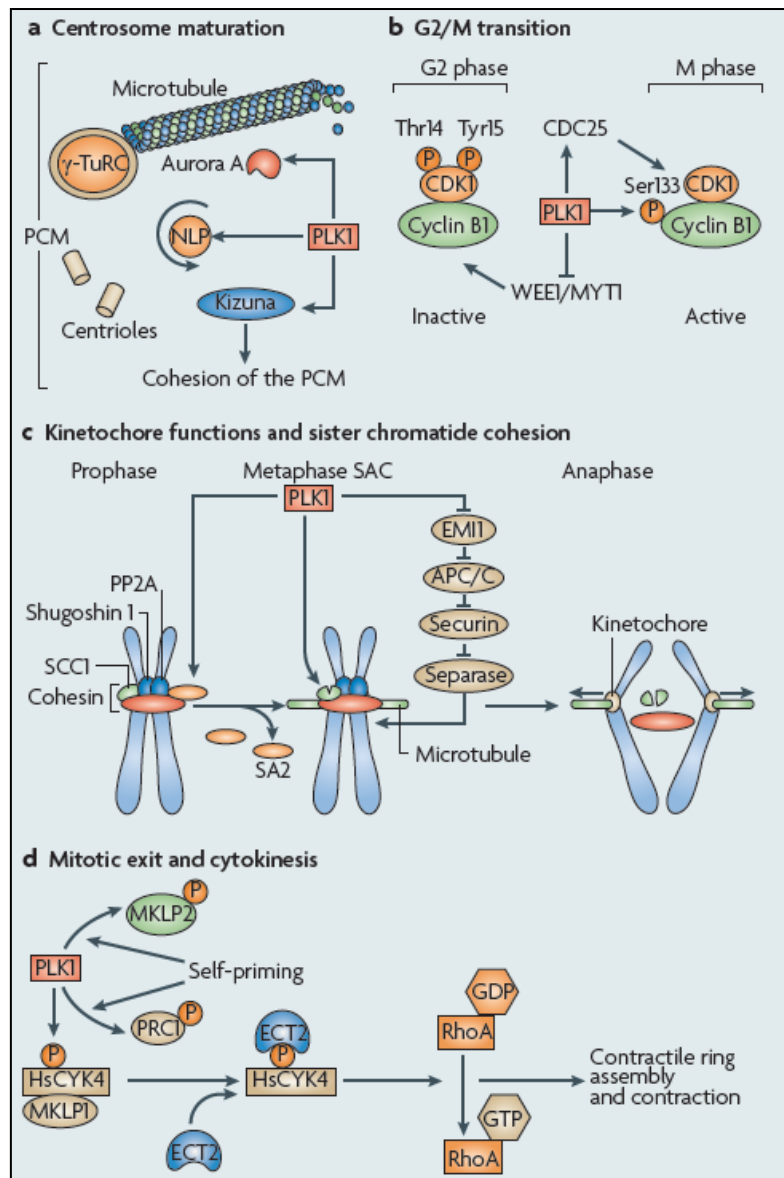 a Centrosome maturation
Microtubule
γ-TuRC
Aurora A
PCM
NLP
PLK1
Kizuna
Centrioles
Cohesion of the PCM
b G2/M transition
G2 phase
M phase
Thr14 Tyr15
CDC25
P P
Ser133
CDK1
CDK1
PLK1
P
Cyclin B1
Cyclin B1
WEE1/MYT1
Inactive
Active
c Kinetochore functions and sister chromatide cohesion
Prophase
Metaphase SAC
Anaphase
PLK1
EMI1
PP2A
APC/C
Shugoshin 1
Securin
Kinetochore
SCC1
Separase
Cohesin
Microtubule
SA2
d Mitotic exit and cytokinesis
P
MKLP2
PLK1
Self-priming
GDP
P
PRC1
ECT2
RhoA
P
P
HsCYK4
HsCYK4
Contractile ring
assembly
and contraction
MKLP1
GTP
ECT2
RhoA